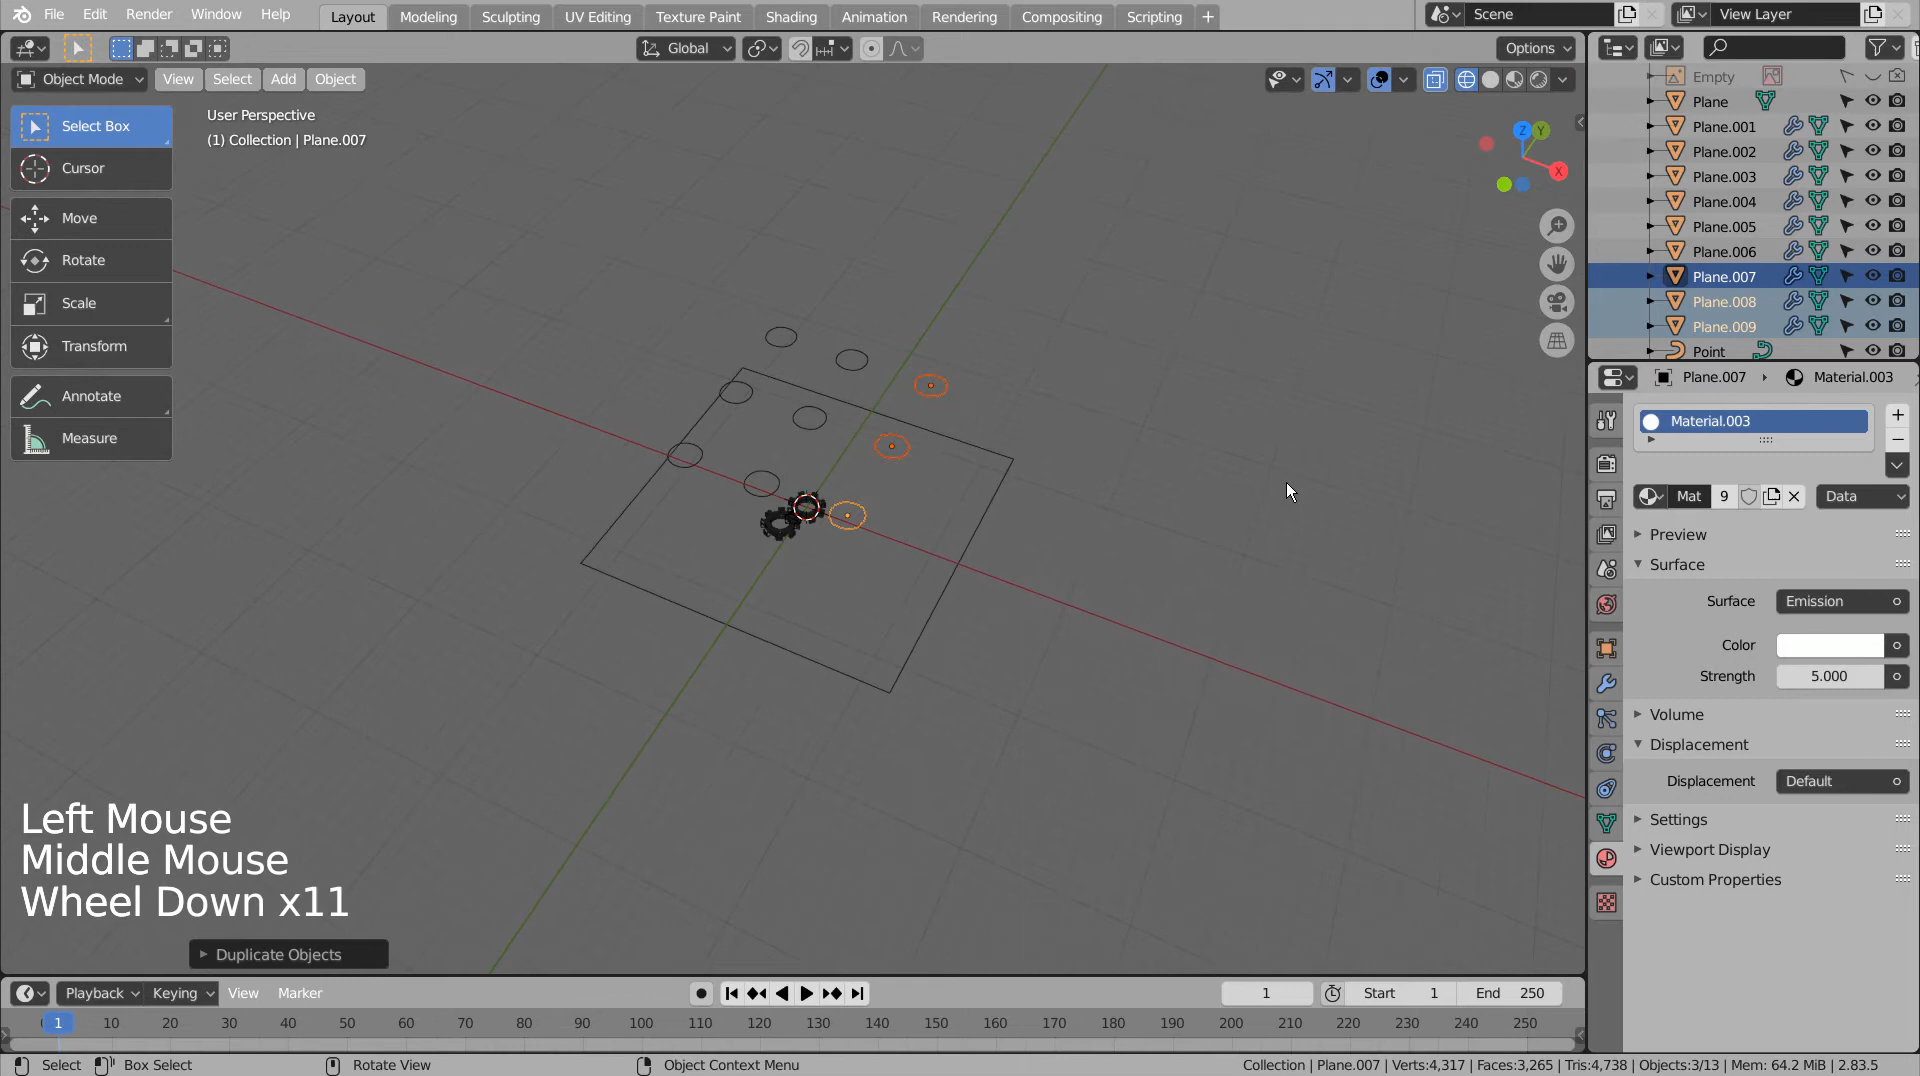 File Edit Render Window Help Layout Modeling Sculpting UV Editing Texture Paint Shading Animation Rendering Compositing Scripting + Scene View Layer
Global Options
Object Mode View Select Add Object
User Perspective
(1) Collection | Plane.007
Select Box
Cursor
Move
Rotate
Scale
Transform
Annotate
Measure
Z Y X
Empty
Plane
Plane.001
Plane.002
Plane.003
Plane.004
Plane.005
Plane.006
Plane.007
Plane.008
Plane.009
Point
Plane.007 Material.003
Material.003
Mat 9 Data
Preview
Surface
Surface Emission
Color
Strength 5.000
Volume
Displacement
Displacement Default
Settings
Viewport Display
Custom Properties
Left Mouse
Middle Mouse
Wheel Down x11
Duplicate Objects
Playback Keying View Marker 1 Start 1 End 250
1 10 20 30 40 50 60 70 80 90 100 110 120 130 140 150 160 170 180 190 200 210 220 230 240 250
Select Box Select Rotate View Object Context Menu Collection | Plane.007 | Verts:4,317 | Faces:3,265 | Tris:4,738 | Objects:3/13 | Mem: 64.2 MiB | 2.83.5